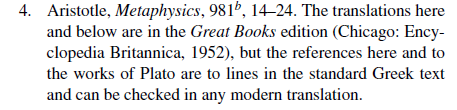 4. Aristotle, Metaphysics, 981ᵇ, 14–24. The translations here
and below are in the Great Books edition (Chicago: Ency-
clopedia Britannica, 1952), but the references here and to
the works of Plato are to lines in the standard Greek text
and can be checked in any modern translation.